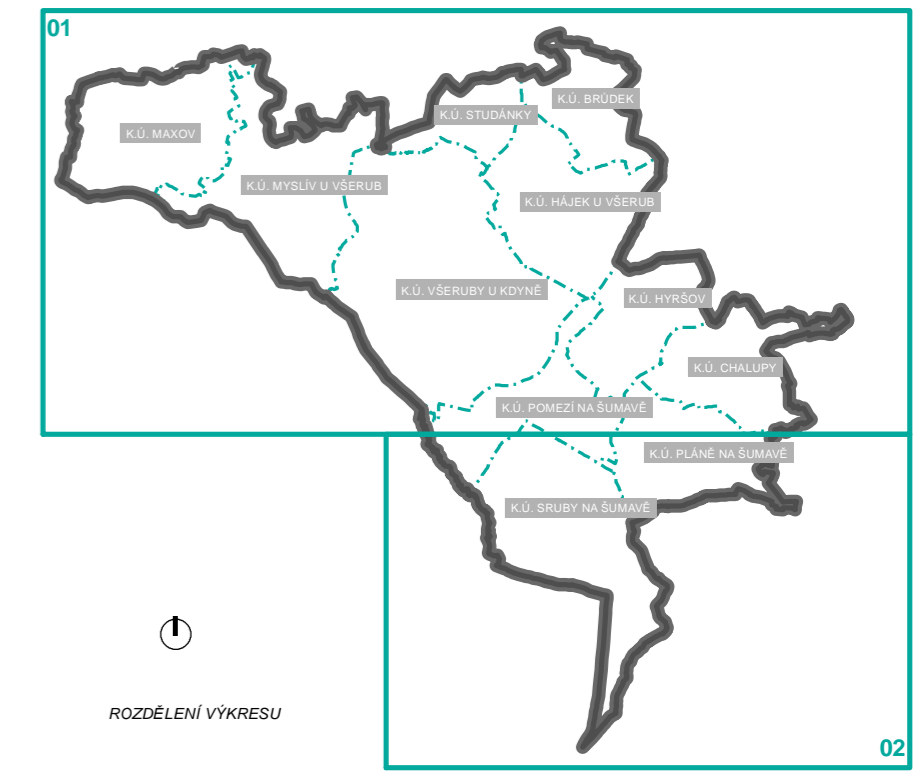 01
K.Ú. BRŮDEK
K.Ú. STUDÁNKY
K.Ú. MAXOV
K.Ú. MYSLÍV U VŠERUB
K.Ú. HÁJEK U VŠERUB
K.Ú. VŠERUBY U KDYNĚ
K.Ú. HYRŠOV
K.Ú. CHALUPY
K.Ú. POMEZÍ NA ŠUMAVĚ
K.Ú. PLÁNĚ NA ŠUMAVĚ
K.Ú. SRUBY NA ŠUMAVĚ
ROZDĚLENÍ VÝKRESU
02